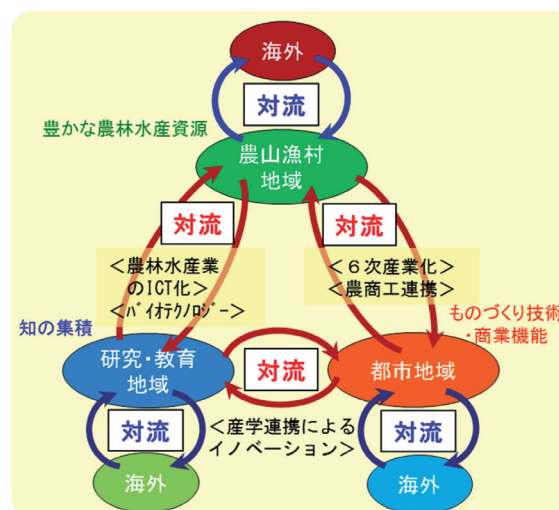 海外
対流
豊かな農林水産資源
農山漁村
地域
対流
対流
＜農林水産業
のICT化＞
＜ﾊﾞｲｵﾃｸﾉﾛｼﾞｰ＞
＜６次産業化＞
＜農商工連携＞
知の集積
ものづくり技術
・商業機能
研究・教育
地域
対流
都市地域
対流
＜産学連携による
イノベーション＞
対流
海外
海外